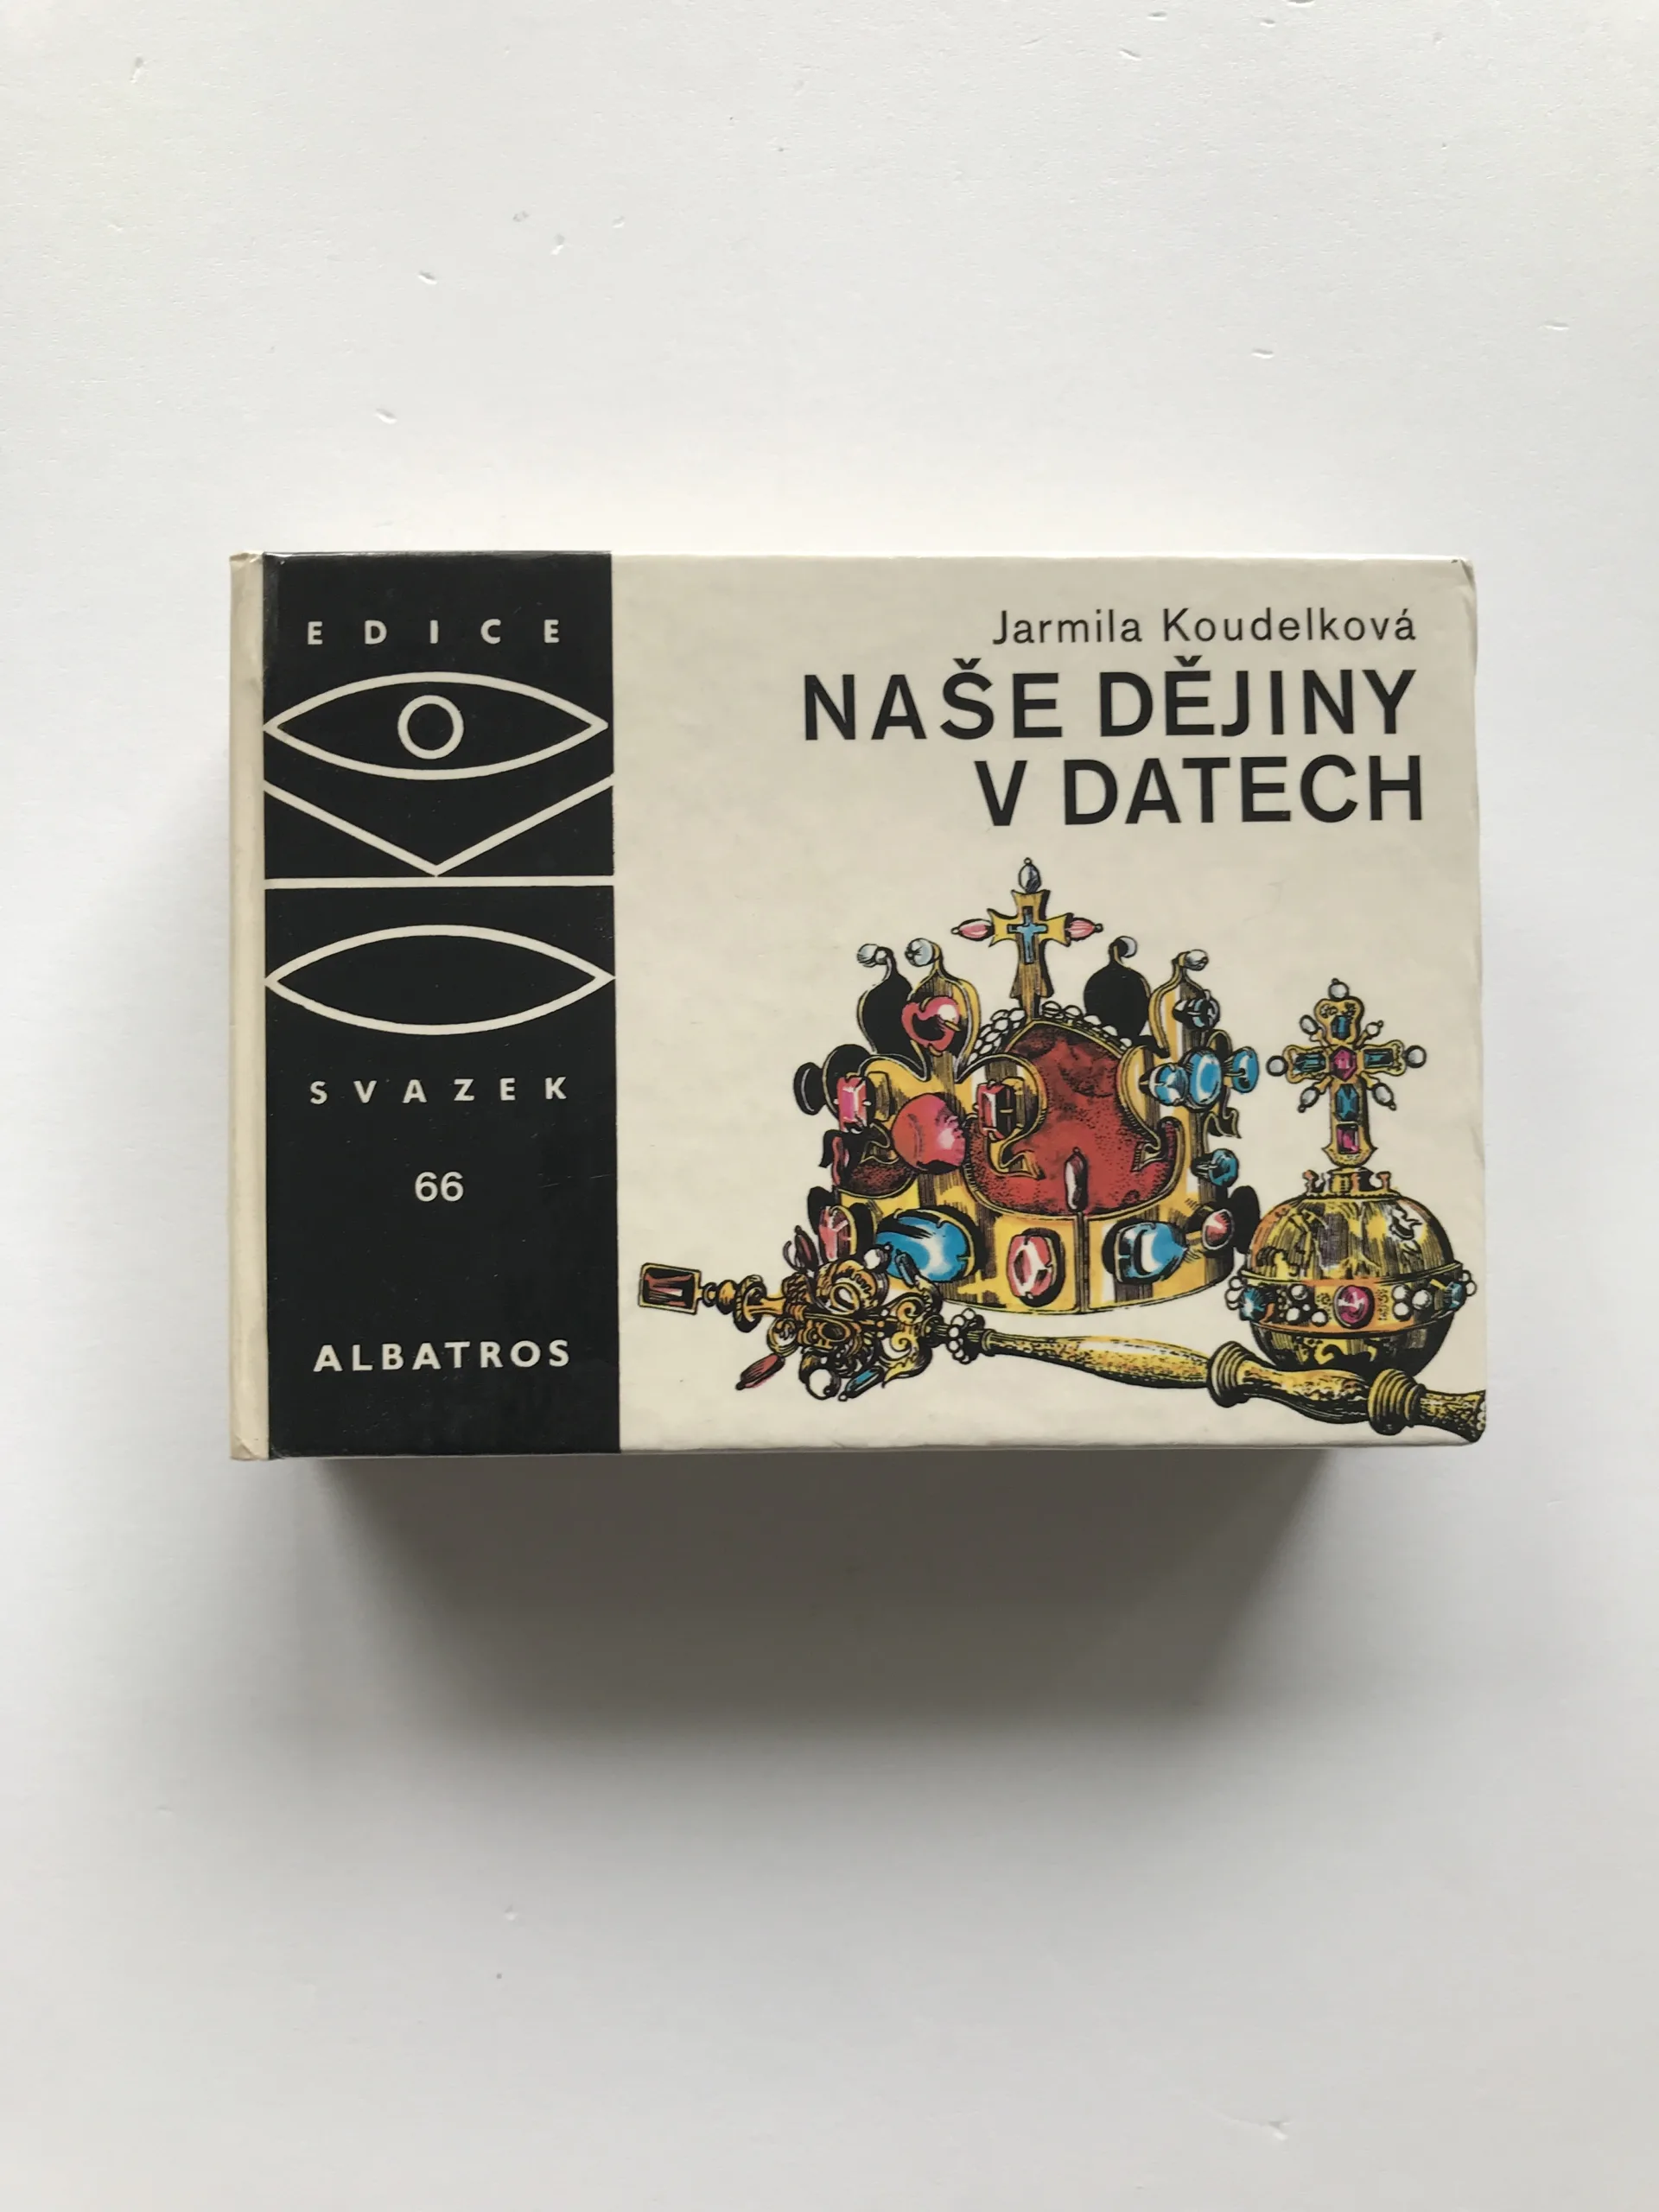 EDICE
SVAZEK
66
ALBATROS
Jarmila Koudelková
NAŠE DĚJINY
V DATECH